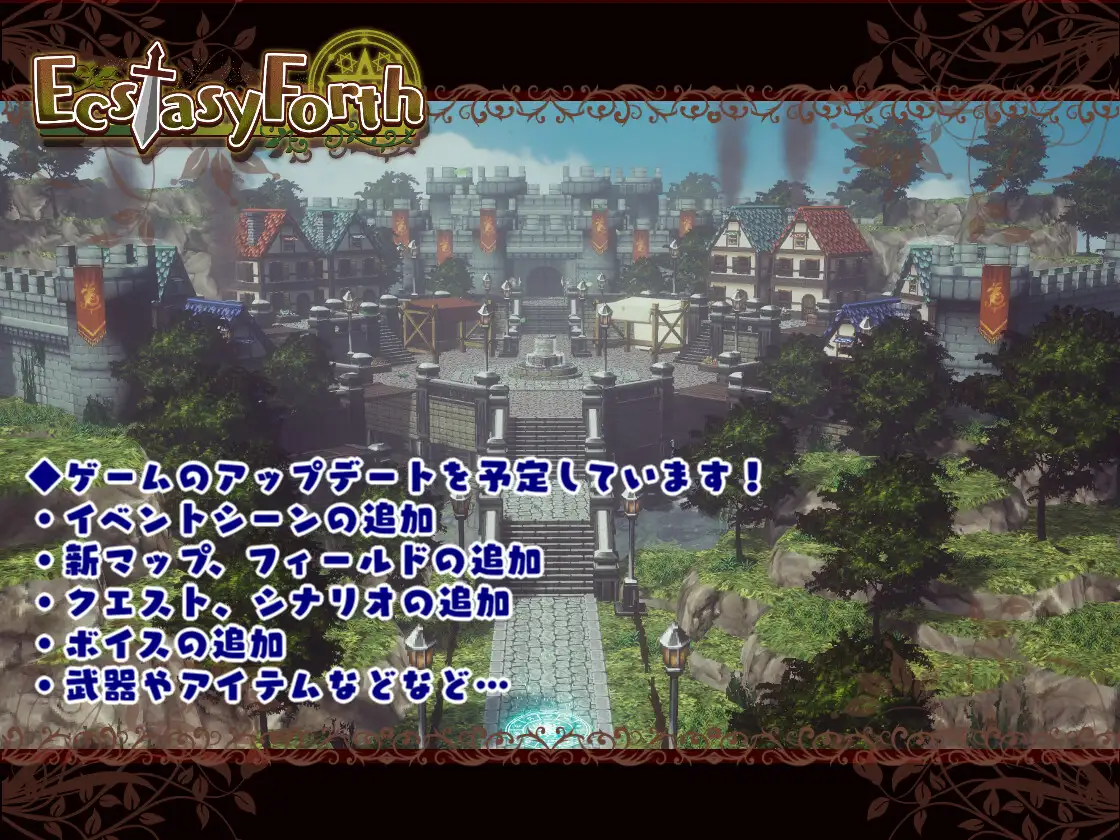 EcstasyForth
◆ゲームのアップデートを予定しています!
・イベントシーンの追加
・新マップ、フィールドの追加
・クエスト、シナリオの追加
・ボイスの追加
・武器やアイテムなどなど…